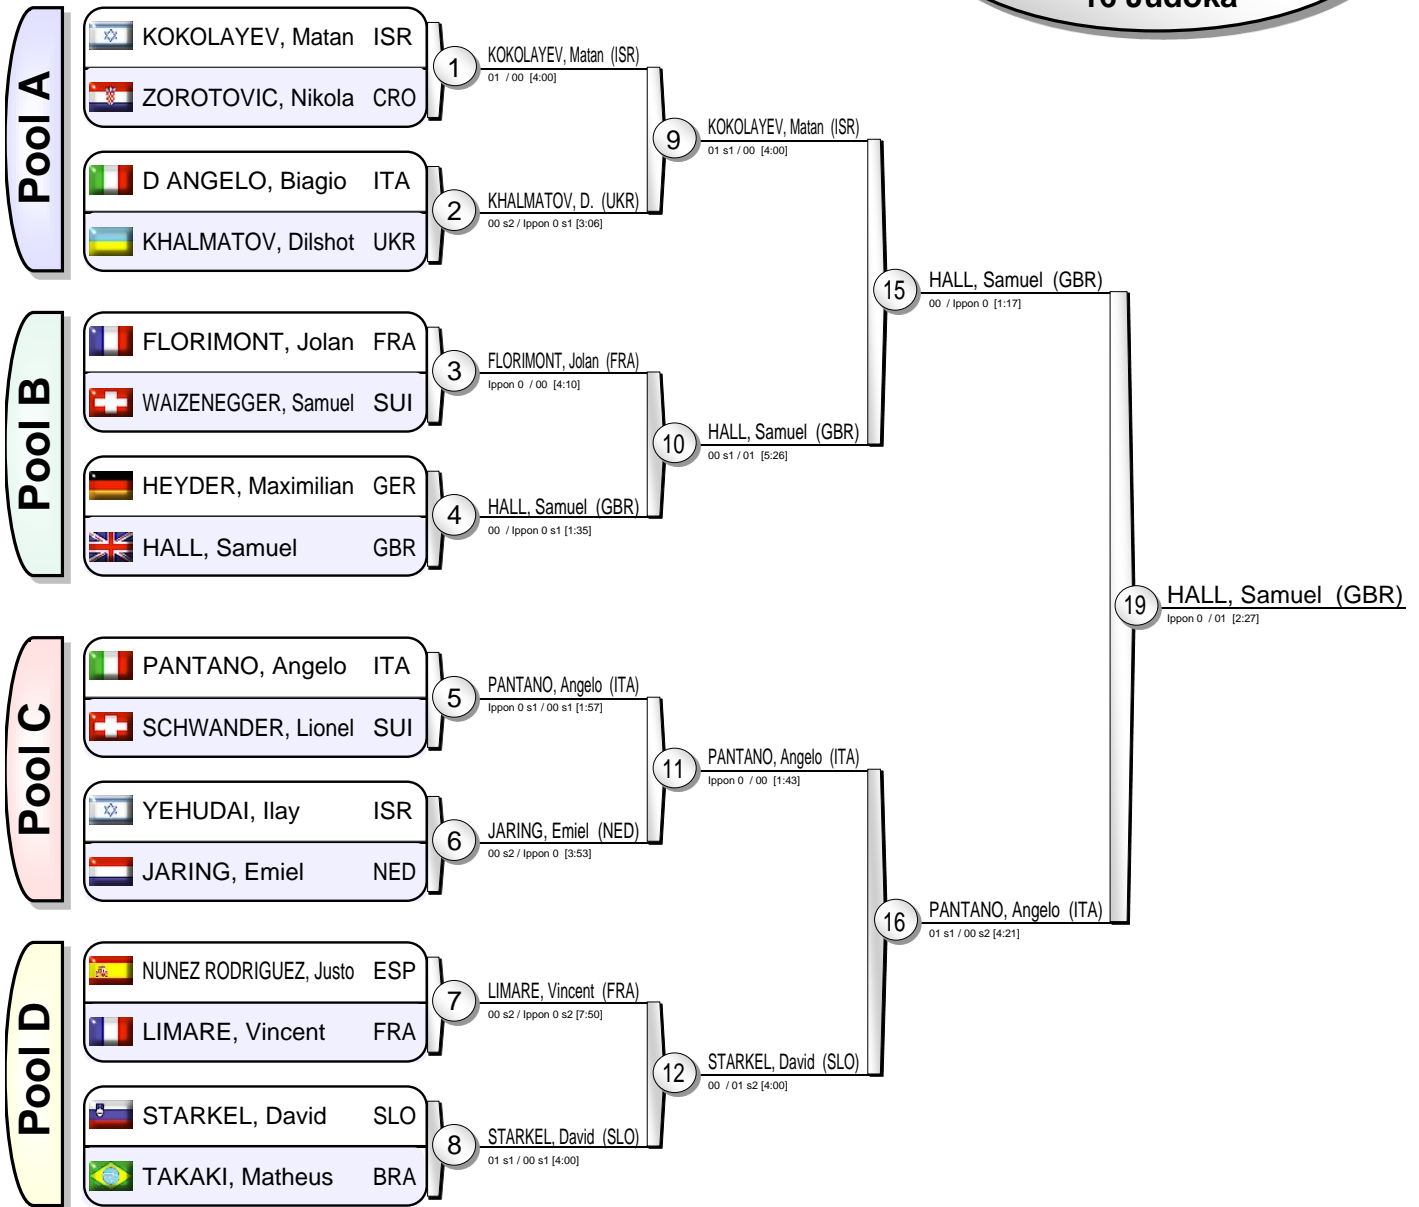 16 Judoka
Pool A
KOKOLAYEV, Matan ISR
ZOROTOVIC, Nikola CRO
1
KOKOLAYEV, Matan (ISR)
01 / 00 [4:00]
D ANGELO, Biagio ITA
KHALMATOV, Dilshot UKR
2
KHALMATOV, D. (UKR)
00 s2 / Ippon 0 s1 [3:06]
9
KOKOLAYEV, Matan (ISR)
01 s1 / 00 [4:00]
Pool B
FLORIMONT, Jolan FRA
WAIZENEGGER, Samuel SUI
3
FLORIMONT, Jolan (FRA)
Ippon 0 / 00 [4:10]
HEYDER, Maximilian GER
HALL, Samuel GBR
4
HALL, Samuel (GBR)
00 / Ippon 0 s1 [1:35]
10
HALL, Samuel (GBR)
00 s1 / 01 [5:26]
15
HALL, Samuel (GBR)
00 / Ippon 0 [1:17]
Pool C
PANTANO, Angelo ITA
SCHWANDER, Lionel SUI
5
PANTANO, Angelo (ITA)
Ippon 0 s1 / 00 s1 [1:57]
YEHUDAI, Ilay ISR
JARING, Emiel NED
6
JARING, Emiel (NED)
00 s2 / Ippon 0 [3:53]
11
PANTANO, Angelo (ITA)
Ippon 0 / 00 [1:43]
Pool D
NUNEZ RODRIGUEZ, Justo ESP
LIMARE, Vincent FRA
7
LIMARE, Vincent (FRA)
00 s2 / Ippon 0 s2 [7:50]
STARKEL, David SLO
TAKAKI, Matheus BRA
8
STARKEL, David (SLO)
01 s1 / 00 s1 [4:00]
12
STARKEL, David (SLO)
00 / 01 s2 [4:00]
16
PANTANO, Angelo (ITA)
01 s1 / 00 s2 [4:21]
19
HALL, Samuel (GBR)
Ippon 0 / 01 [2:27]